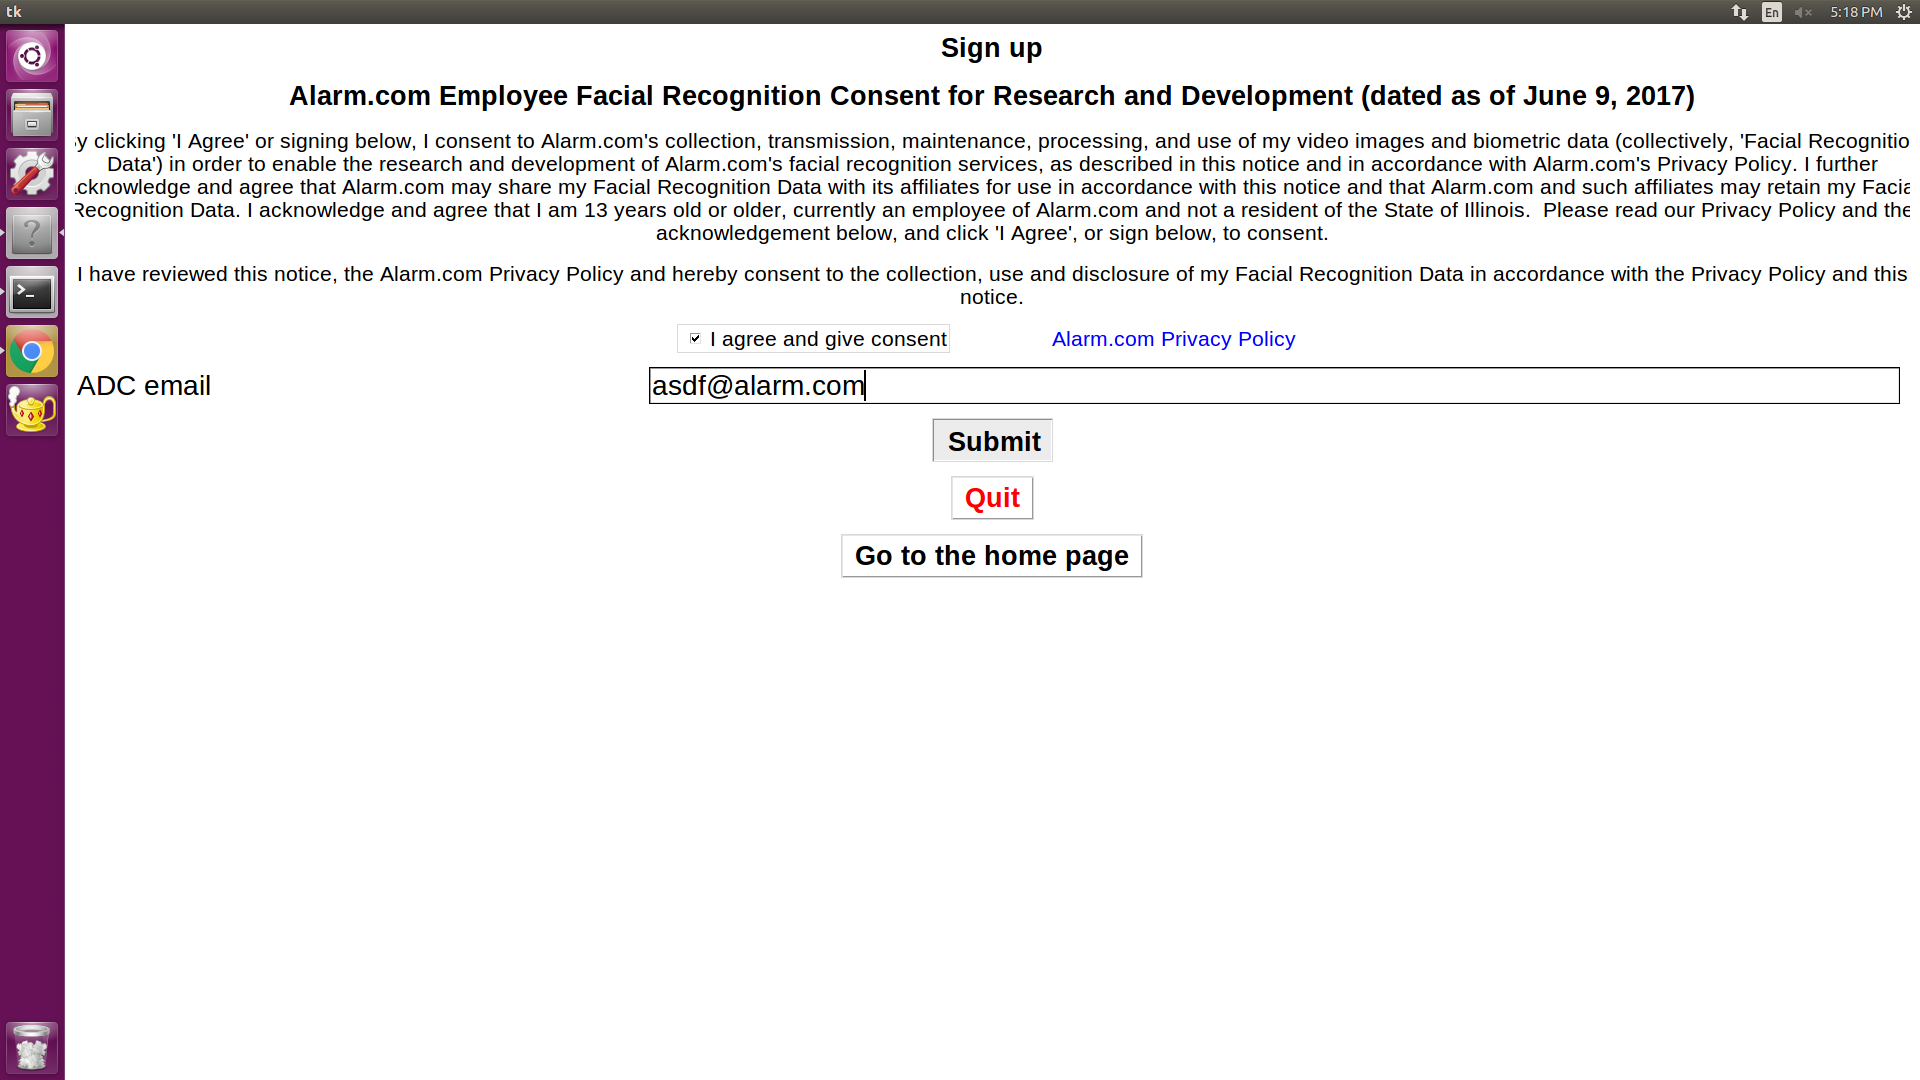 tk
En
5:18 PM
Sign up
Alarm.com Employee Facial Recognition Consent for Research and Development (dated as of June 9, 2017)
y clicking 'I Agree' or signing below, I consent to Alarm.com's collection, transmission, maintenance, processing, and use of my video images and biometric data (collectively, 'Facial Recognitio
Data') in order to enable the research and development of Alarm.com's facial recognition services, as described in this notice and in accordance with Alarm.com's Privacy Policy. I further
cknowledge and agree that Alarm.com may share my Facial Recognition Data with its affiliates for use in accordance with this notice and that Alarm.com and such affiliates may retain my Facia
Recognition Data. I acknowledge and agree that I am 13 years old or older, currently an employee of Alarm.com and not a resident of the State of Illinois.  Please read our Privacy Policy and the
acknowledgement below, and click 'I Agree', or sign below, to consent.
I have reviewed this notice, the Alarm.com Privacy Policy and hereby consent to the collection, use and disclosure of my Facial Recognition Data in accordance with the Privacy Policy and this
notice.
I agree and give consent Alarm.com Privacy Policy
ADC email asdf@alarm.com
Submit
Quit
Go to the home page